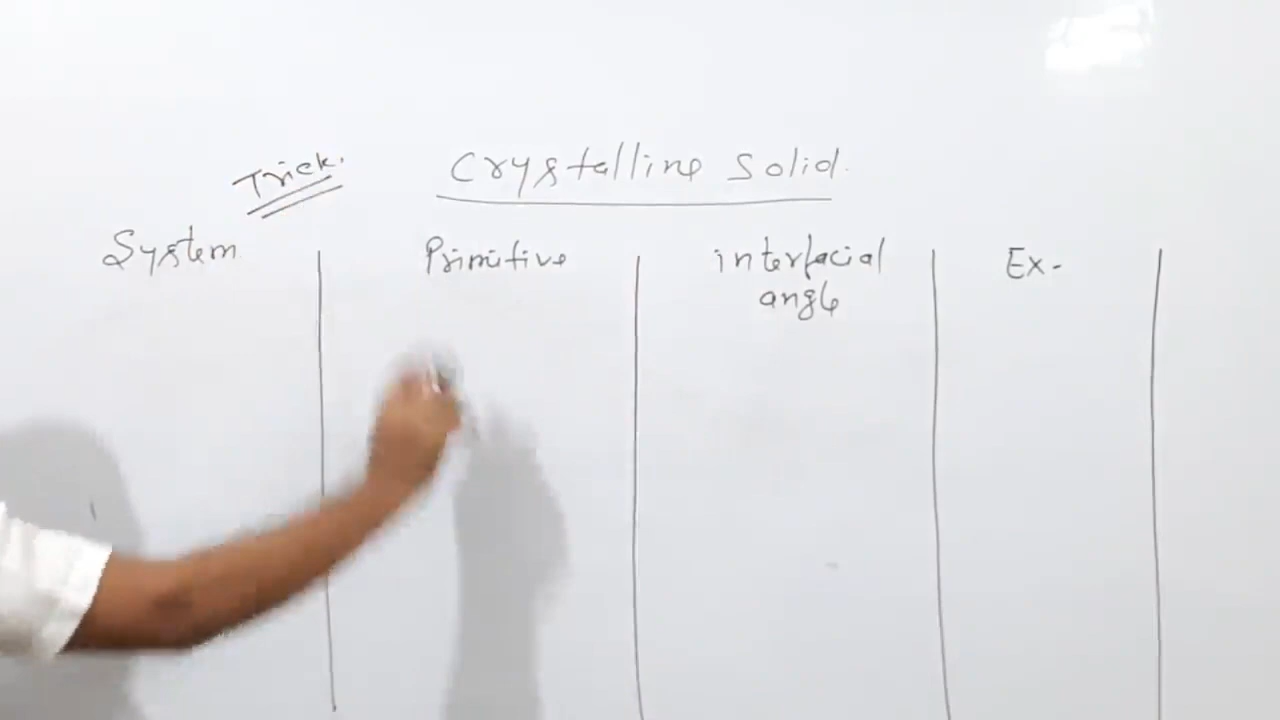 Trick.
Crystalline Solid.
System
Primitive
interfacial
angle
Ex-